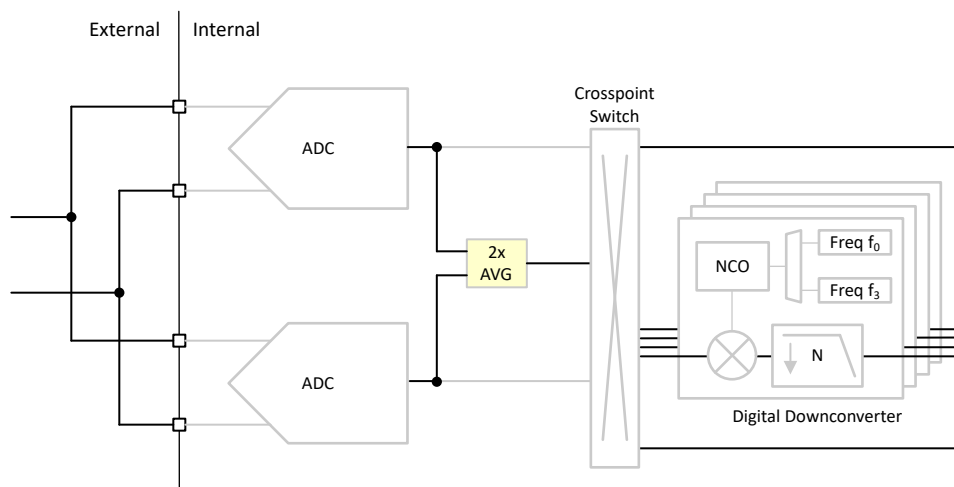 External
Internal
Crosspoint
Switch
ADC
2x
AVG
NCO
Freq f₀
Freq f₃
ADC
N
Digital Downconverter